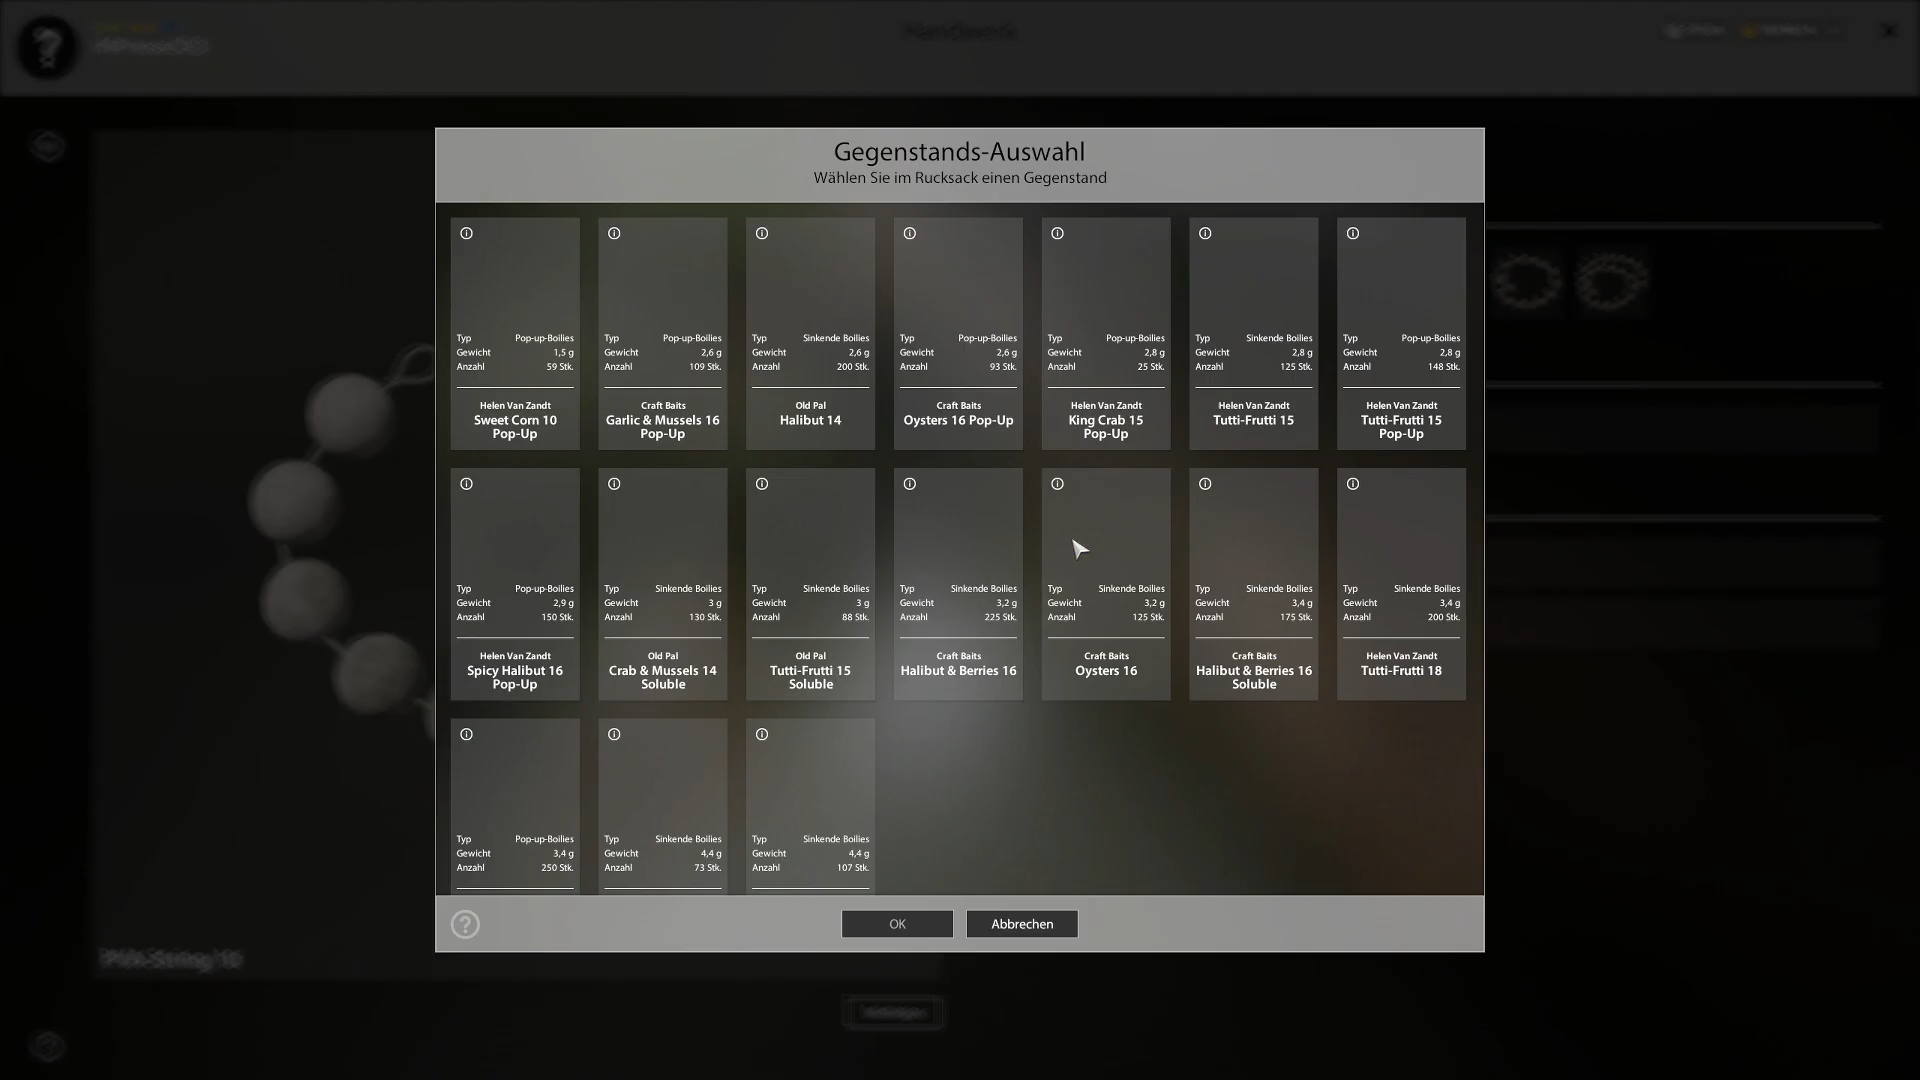 Gegenstands-Auswahl
Wählen Sie im Rucksack einen Gegenstand
Typ Pop-up-Boilies
Gewicht 1,5 g
Anzahl 59 Stk.
Helen Van Zandt
Sweet Corn 10
Pop-Up
Typ Pop-up-Boilies
Gewicht 2,6 g
Anzahl 109 Stk.
Craft Baits
Garlic & Mussels 16
Pop-Up
Typ Sinkende Boilies
Gewicht 2,6 g
Anzahl 200 Stk.
Old Pal
Halibut 14
Typ Pop-up-Boilies
Gewicht 2,6 g
Anzahl 93 Stk.
Craft Baits
Oysters 16 Pop-Up
Typ Pop-up-Boilies
Gewicht 2,8 g
Anzahl 25 Stk.
Helen Van Zandt
King Crab 15
Pop-Up
Typ Sinkende Boilies
Gewicht 2,8 g
Anzahl 125 Stk.
Helen Van Zandt
Tutti-Frutti 15
Typ Pop-up-Boilies
Gewicht 2,8 g
Anzahl 148 Stk.
Helen Van Zandt
Tutti-Frutti 15
Pop-Up
Typ Pop-up-Boilies
Gewicht 2,9 g
Anzahl 150 Stk.
Helen Van Zandt
Spicy Halibut 16
Pop-Up
Typ Sinkende Boilies
Gewicht 3 g
Anzahl 130 Stk.
Old Pal
Crab & Mussels 14
Soluble
Typ Sinkende Boilies
Gewicht 3 g
Anzahl 88 Stk.
Old Pal
Tutti-Frutti 15
Soluble
Typ Sinkende Boilies
Gewicht 3,2 g
Anzahl 225 Stk.
Craft Baits
Halibut & Berries 16
Typ Sinkende Boilies
Gewicht 3,2 g
Anzahl 125 Stk.
Craft Baits
Oysters 16
Typ Sinkende Boilies
Gewicht 3,4 g
Anzahl 175 Stk.
Craft Baits
Halibut & Berries 16
Soluble
Typ Sinkende Boilies
Gewicht 3,4 g
Anzahl 200 Stk.
Helen Van Zandt
Tutti-Frutti 18
Typ Pop-up-Boilies
Gewicht 3,4 g
Anzahl 250 Stk.
Typ Sinkende Boilies
Gewicht 4,4 g
Anzahl 73 Stk.
Typ Sinkende Boilies
Gewicht 4,4 g
Anzahl 107 Stk.
OK
Abbrechen
PVA-String 10